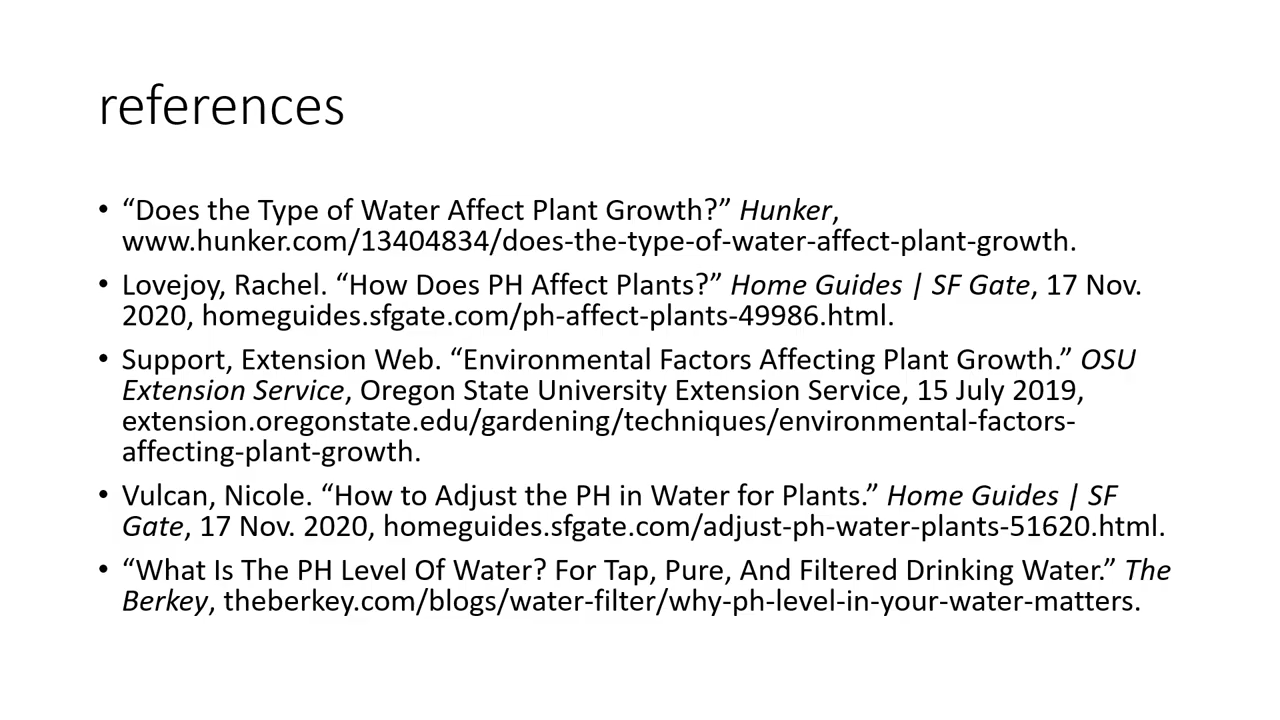 references
• “Does the Type of Water Affect Plant Growth?” Hunker,
www.hunker.com/13404834/does-the-type-of-water-affect-plant-growth.
• Lovejoy, Rachel. “How Does PH Affect Plants?” Home Guides | SF Gate, 17 Nov.
2020, homeguides.sfgate.com/ph-affect-plants-49986.html.
• Support, Extension Web. “Environmental Factors Affecting Plant Growth.” OSU
Extension Service, Oregon State University Extension Service, 15 July 2019,
extension.oregonstate.edu/gardening/techniques/environmental-factors-
affecting-plant-growth.
• Vulcan, Nicole. “How to Adjust the PH in Water for Plants.” Home Guides | SF
Gate, 17 Nov. 2020, homeguides.sfgate.com/adjust-ph-water-plants-51620.html.
• “What Is The PH Level Of Water? For Tap, Pure, And Filtered Drinking Water.” The
Berkey, theberkey.com/blogs/water-filter/why-ph-level-in-your-water-matters.